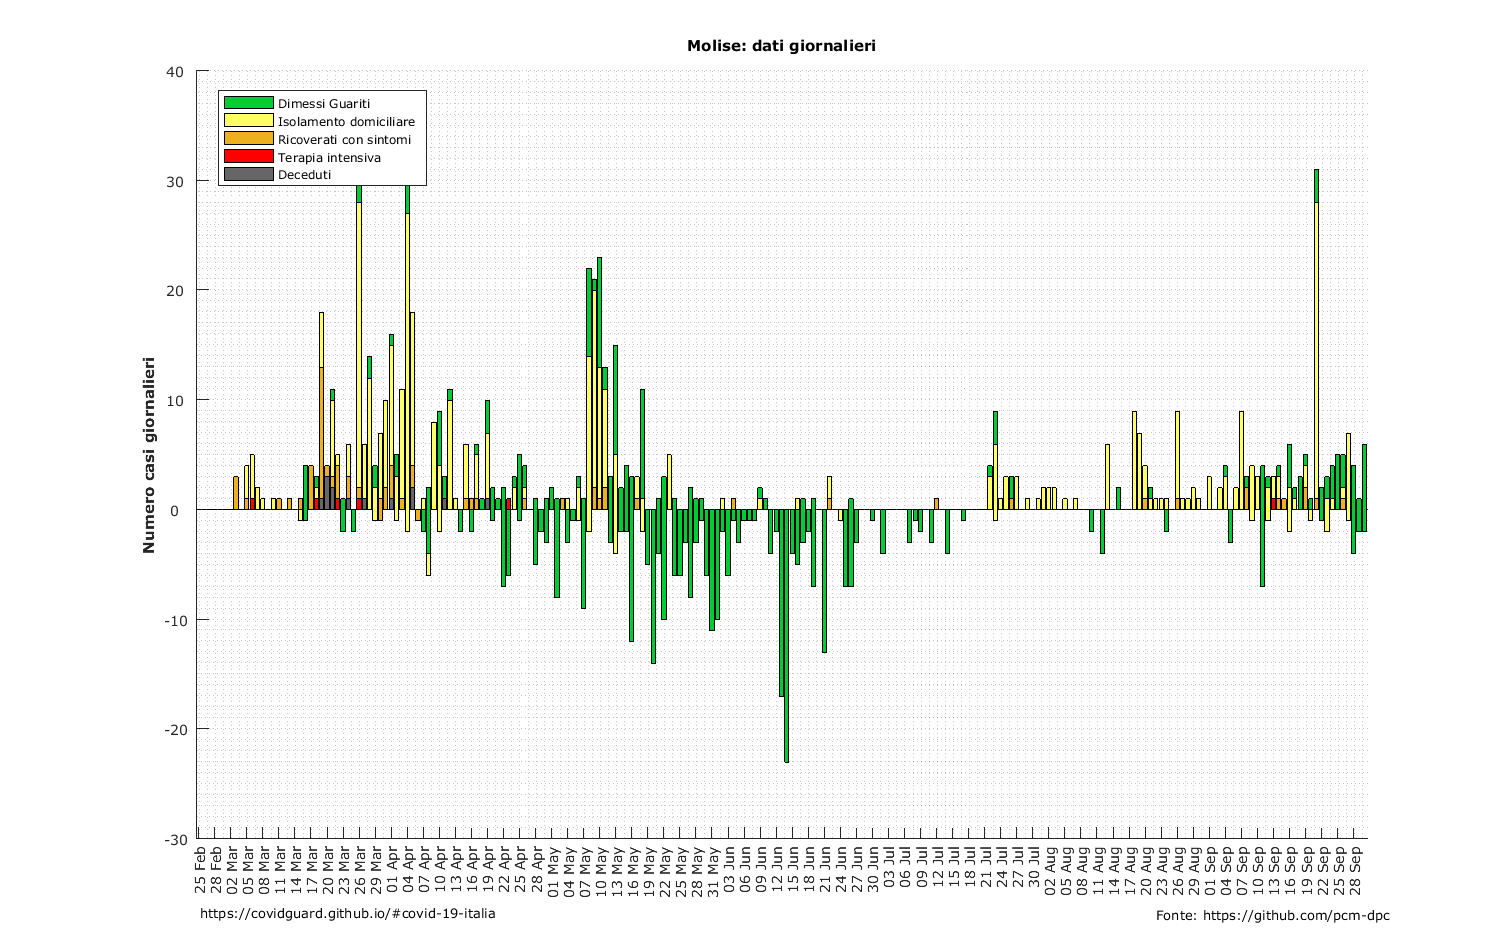 Molise: dati giornalieri
Dimessi Guariti
Isolamento domiciliare
Ricoverati con sintomi
Terapia intensiva
Deceduti
Numero casi giornalieri
40
30
20
10
0
-10
-20
-30
25 Feb
28 Feb
02 Mar
05 Mar
08 Mar
11 Mar
14 Mar
17 Mar
20 Mar
23 Mar
26 Mar
29 Mar
01 Apr
04 Apr
07 Apr
10 Apr
13 Apr
16 Apr
19 Apr
22 Apr
25 Apr
28 Apr
01 May
04 May
07 May
10 May
13 May
16 May
19 May
22 May
25 May
28 May
31 May
03 Jun
06 Jun
09 Jun
12 Jun
15 Jun
18 Jun
21 Jun
24 Jun
27 Jun
30 Jun
03 Jul
06 Jul
09 Jul
12 Jul
15 Jul
18 Jul
21 Jul
24 Jul
27 Jul
30 Jul
02 Aug
05 Aug
08 Aug
11 Aug
14 Aug
17 Aug
20 Aug
23 Aug
26 Aug
29 Aug
01 Sep
04 Sep
07 Sep
10 Sep
13 Sep
16 Sep
19 Sep
22 Sep
25 Sep
28 Sep
https://covidguard.github.io/#covid-19-italia
Fonte: https://github.com/pcm-dpc